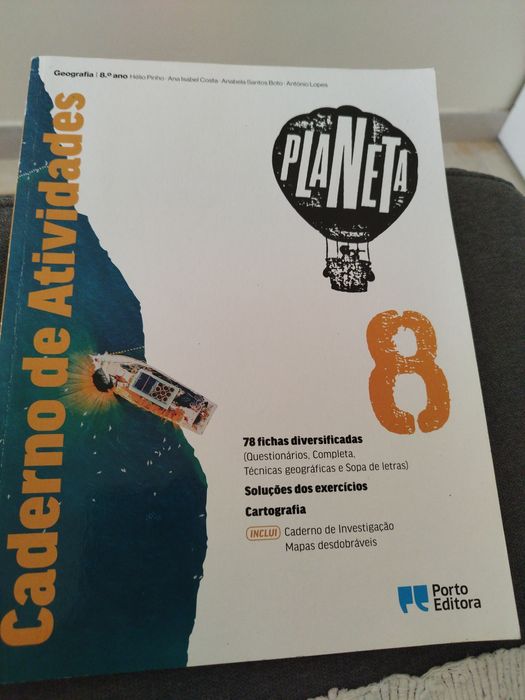 Geografia | 8.º ano Hélio Pinho · Ana Isabel Costa · Anabela Santos Boto · António Lopes
Caderno de Atividades
PLANETA
8
78 fichas diversificadas
(Questionários, Completa,
Técnicas geográficas e Sopa de letras)
Soluções dos exercícios
Cartografia
INCLUI Caderno de Investigação
Mapas desdobráveis
Porto
Editora